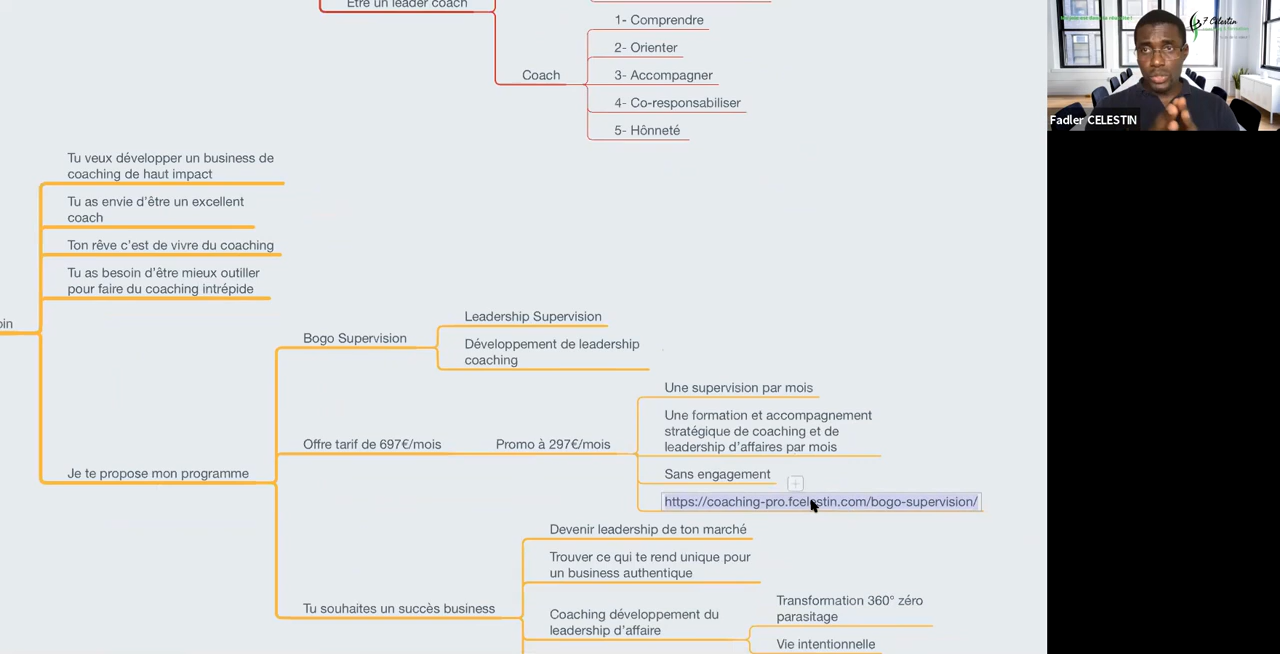 Etre un leader coach
1- Comprendre
2- Orienter
Coach
3- Accompagner
4- Co-responsabiliser
5- Hônneté
Tu veux développer un business de
coaching de haut impact
Tu as envie d'être un excellent
coach
Ton rêve c'est de vivre du coaching
Tu as besoin d'être mieux outiller
pour faire du coaching intrépide
oin
Je te propose mon programme
Bogo Supervision
Leadership Supervision
Développement de leadership
coaching
Offre tarif de 697€/mois
Promo à 297€/mois
Une supervision par mois
Une formation et accompagnement
stratégique de coaching et de
leadership d'affaires par mois
Sans engagement
https://coaching-pro.fcelestin.com/bogo-supervision/
Tu souhaites un succès business
Devenir leadership de ton marché
Trouver ce qui te rend unique pour
un business authentique
Coaching développement du
leadership d'affaire
Transformation 360° zéro
parasitage
Vie intentionnelle
7 Célestin
Fadler CELESTIN